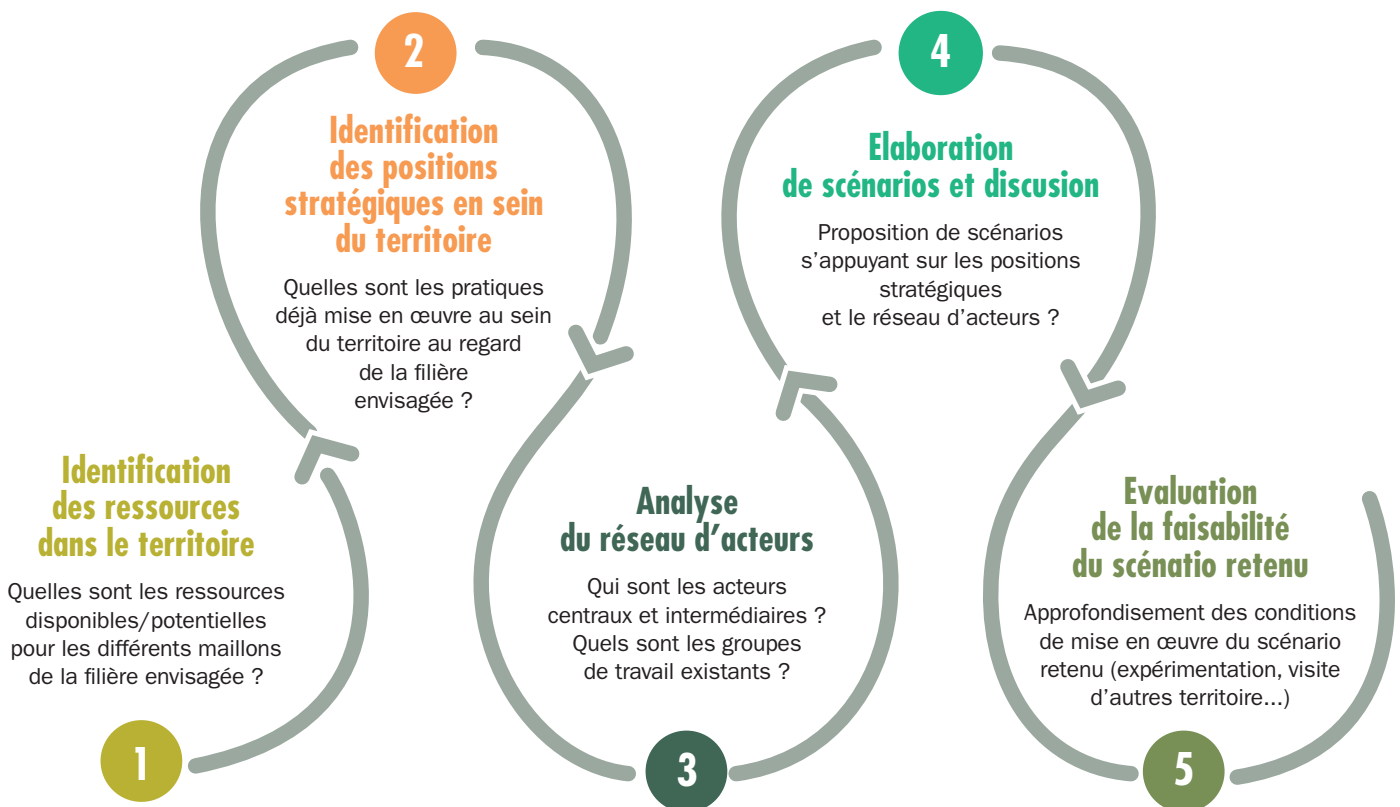 1
Identification
des ressources
dans le territoire
Quelles sont les ressources
disponibles/potentielles
pour les différents maillons
de la filière envisagée ?
2
Identification
des positions
stratégiques en sein
du territoire
Quelles sont les pratiques
déjà mise en œuvre au sein
du territoire au regard
de la filière
envisagée ?
3
Analyse
du réseau d'acteurs
Qui sont les acteurs
centraux et intermédiaires ?
Quels sont les groupes
de travail existants ?
4
Elaboration
de scénarios et discusion
Proposition de scénarios
s'appuyant sur les positions
stratégiques
et le réseau d'acteurs ?
5
Evaluation
de la faisabilité
du scénatio retenu
Approfondisement des conditions
de mise en œuvre du scénario
retenu (expérimentation, visite
d'autres territoire...)